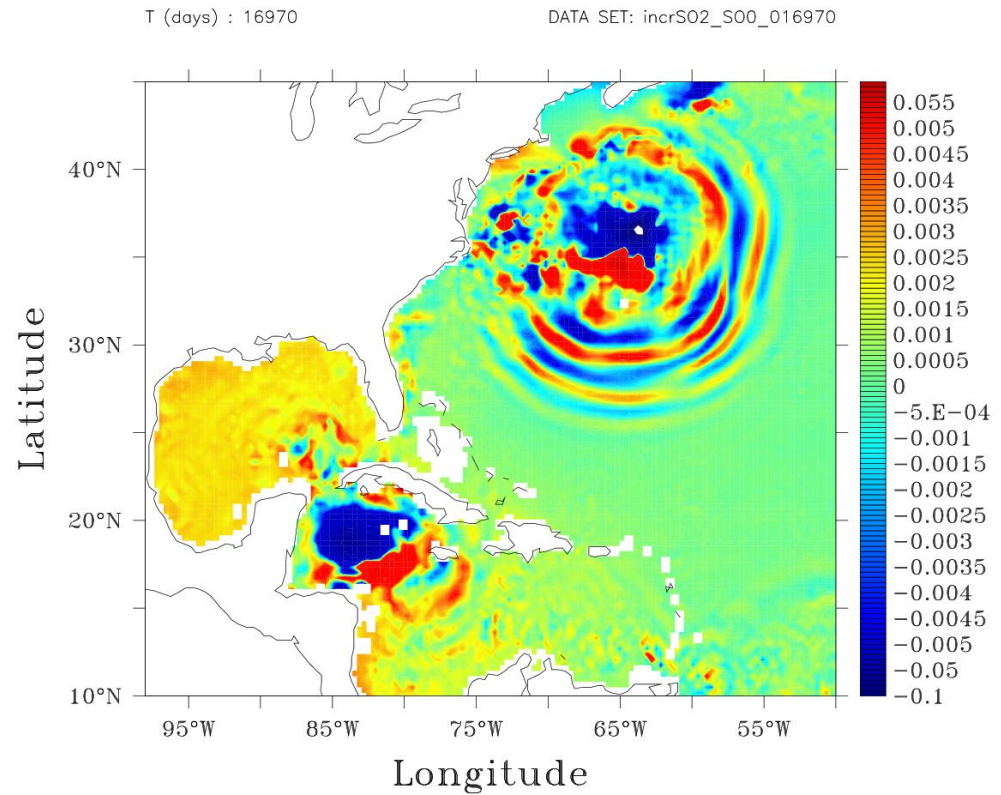 T (days) : 16970
DATA SET: incrSO2_S00_016970
40°N
30°N
20°N
10°N
Latitude
95°W
85°W
75°W
65°W
55°W
Longitude
0.055
0.005
0.0045
0.004
0.0035
0.003
0.0025
0.002
0.0015
0.001
0.0005
0
−5.E−04
−0.001
−0.0015
−0.002
−0.0025
−0.003
−0.0035
−0.004
−0.0045
−0.005
−0.05
−0.1